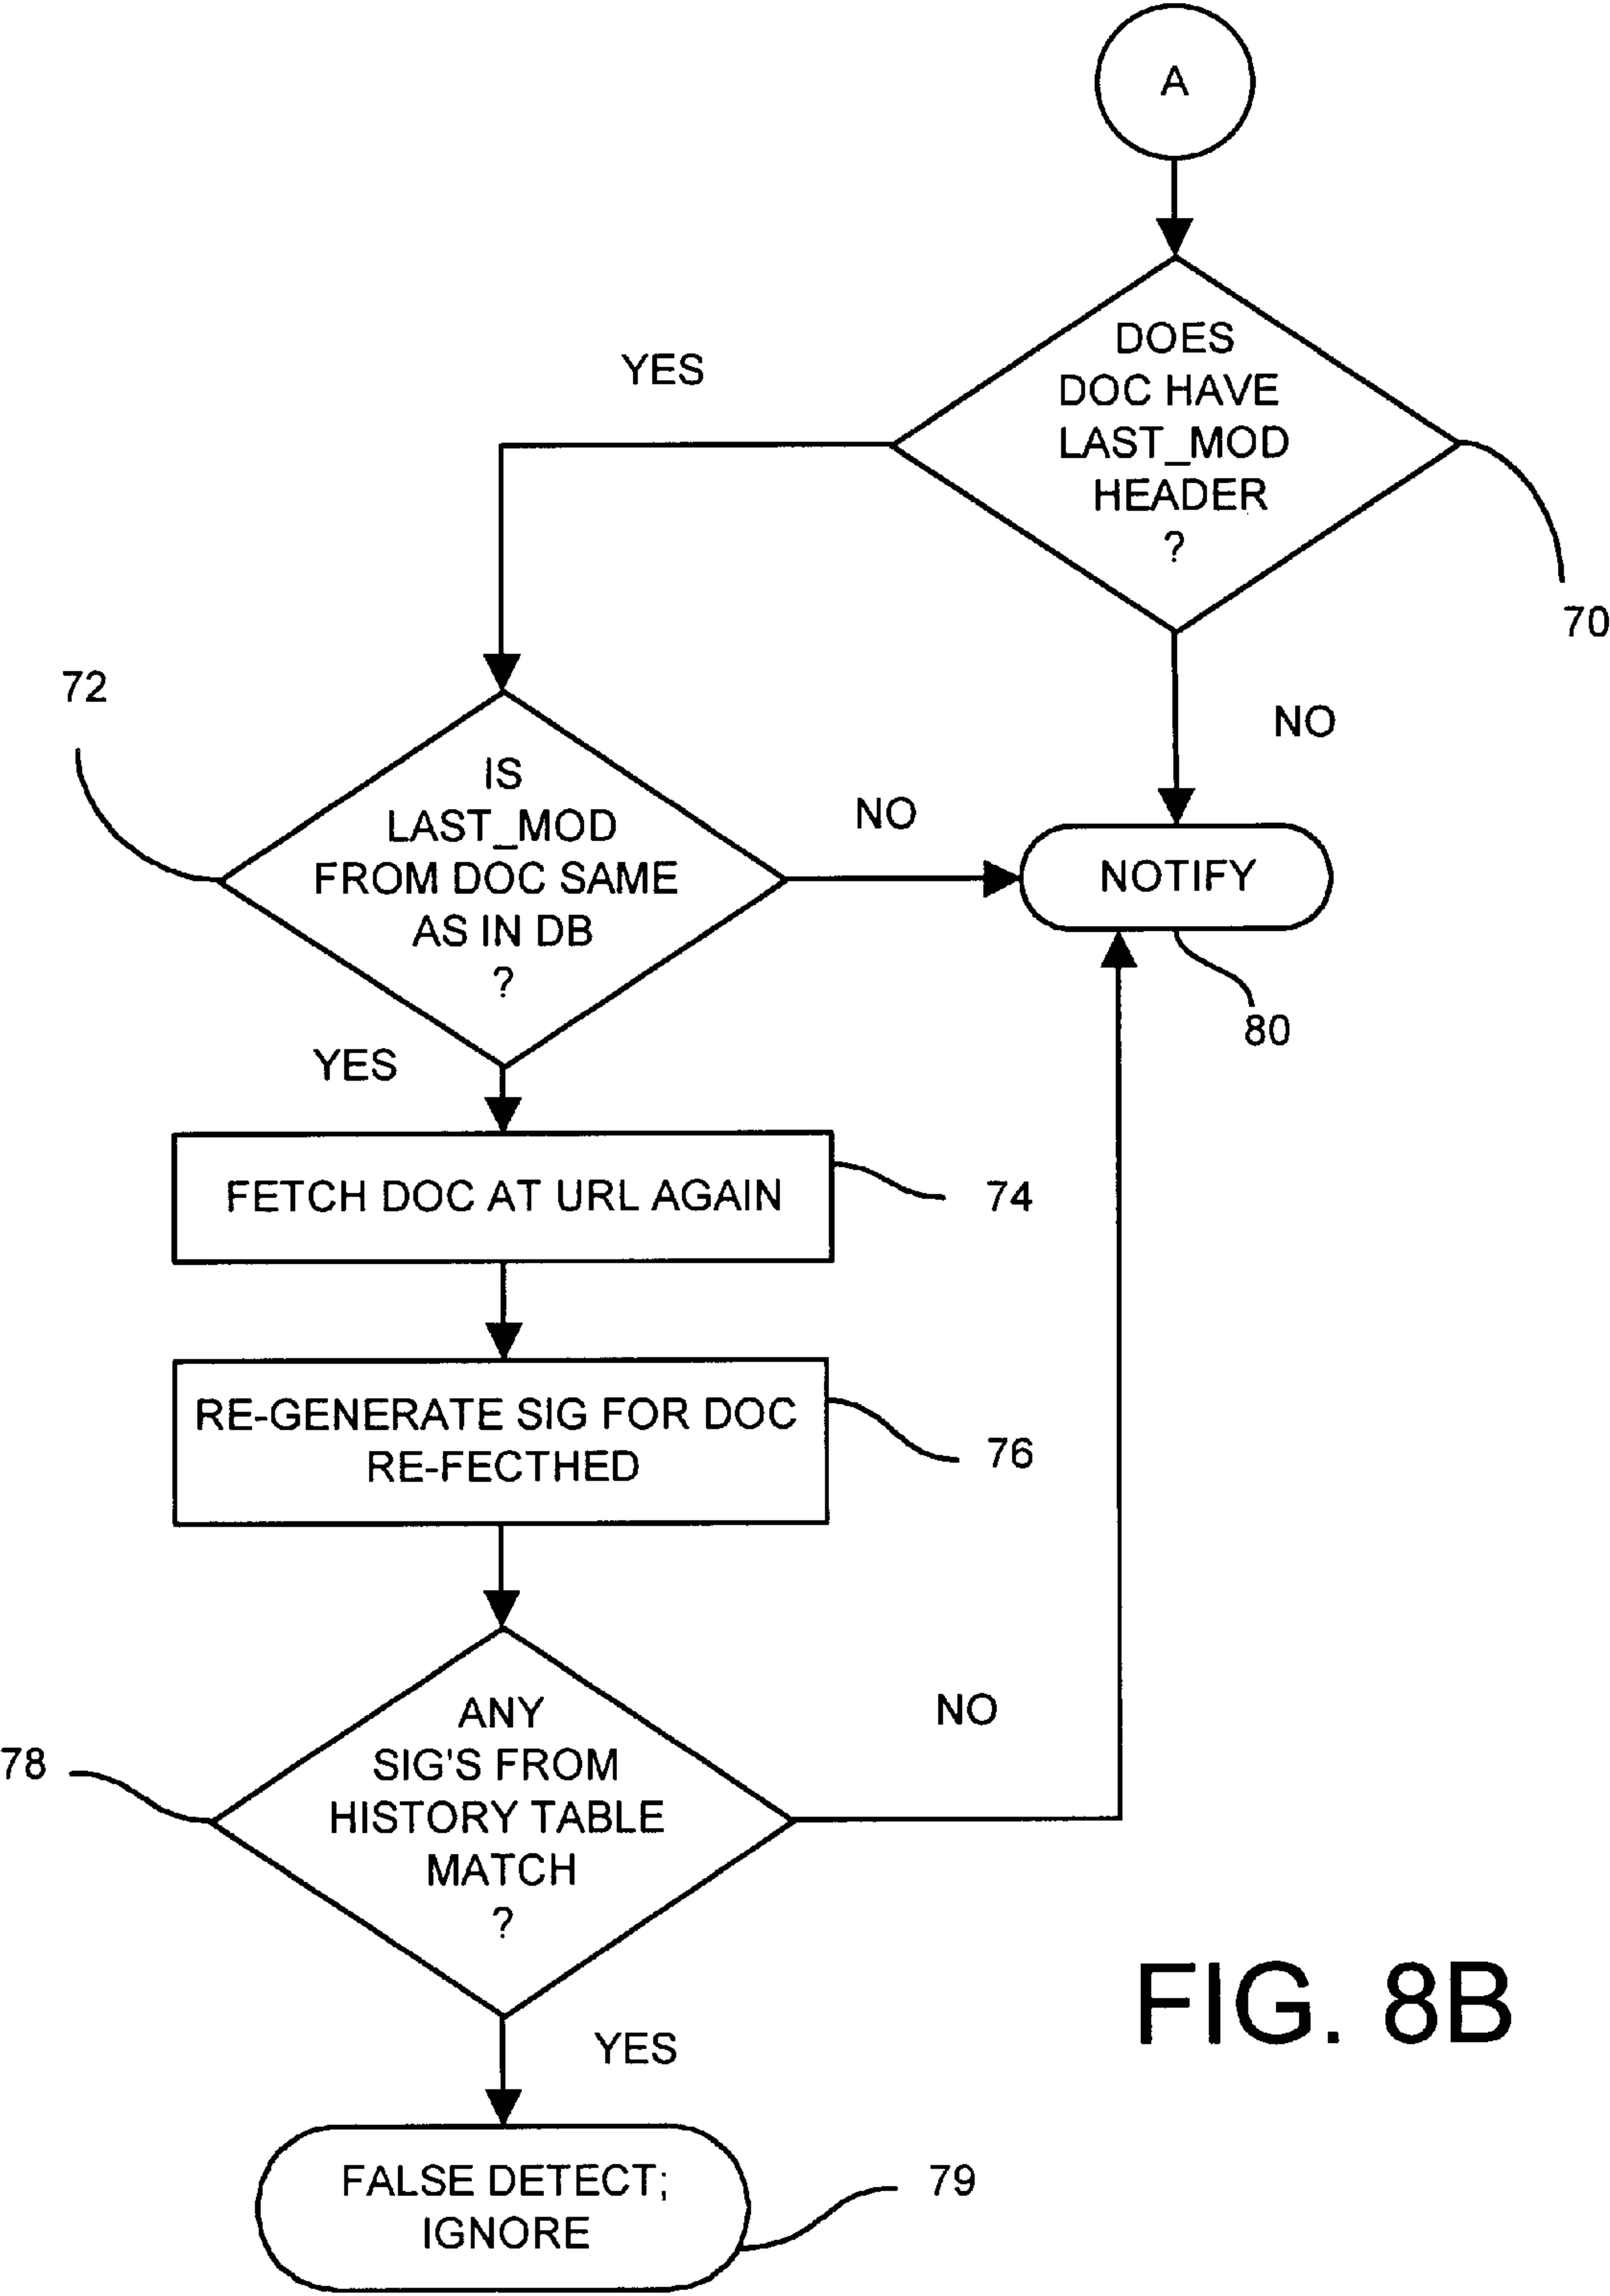 A
DOES
DOC HAVE
LAST_MOD
HEADER
?
YES
70
NO
72
IS
LAST_MOD
FROM DOC SAME
AS IN DB
?
NO
NOTIFY
80
YES
FETCH DOC AT URL AGAIN
74
RE-GENERATE SIG FOR DOC
RE-FECTHED
76
ANY
SIG'S FROM
HISTORY TABLE
MATCH
?
78
NO
YES
FALSE DETECT;
IGNORE
79
FIG. 8B